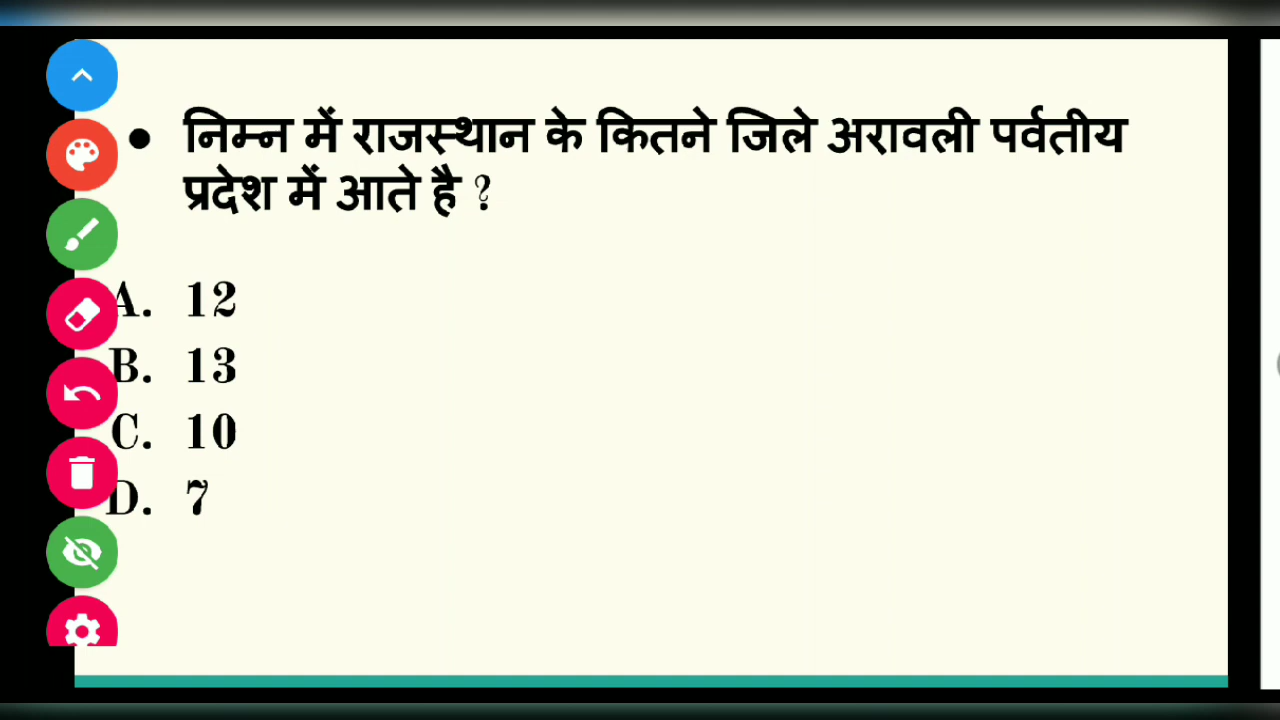 ● निम्न में राजस्थान के कितने जिले अरावली पर्वतीय
प्रदेश में आते है ?
A. 12
B. 13
C. 10
D. 7